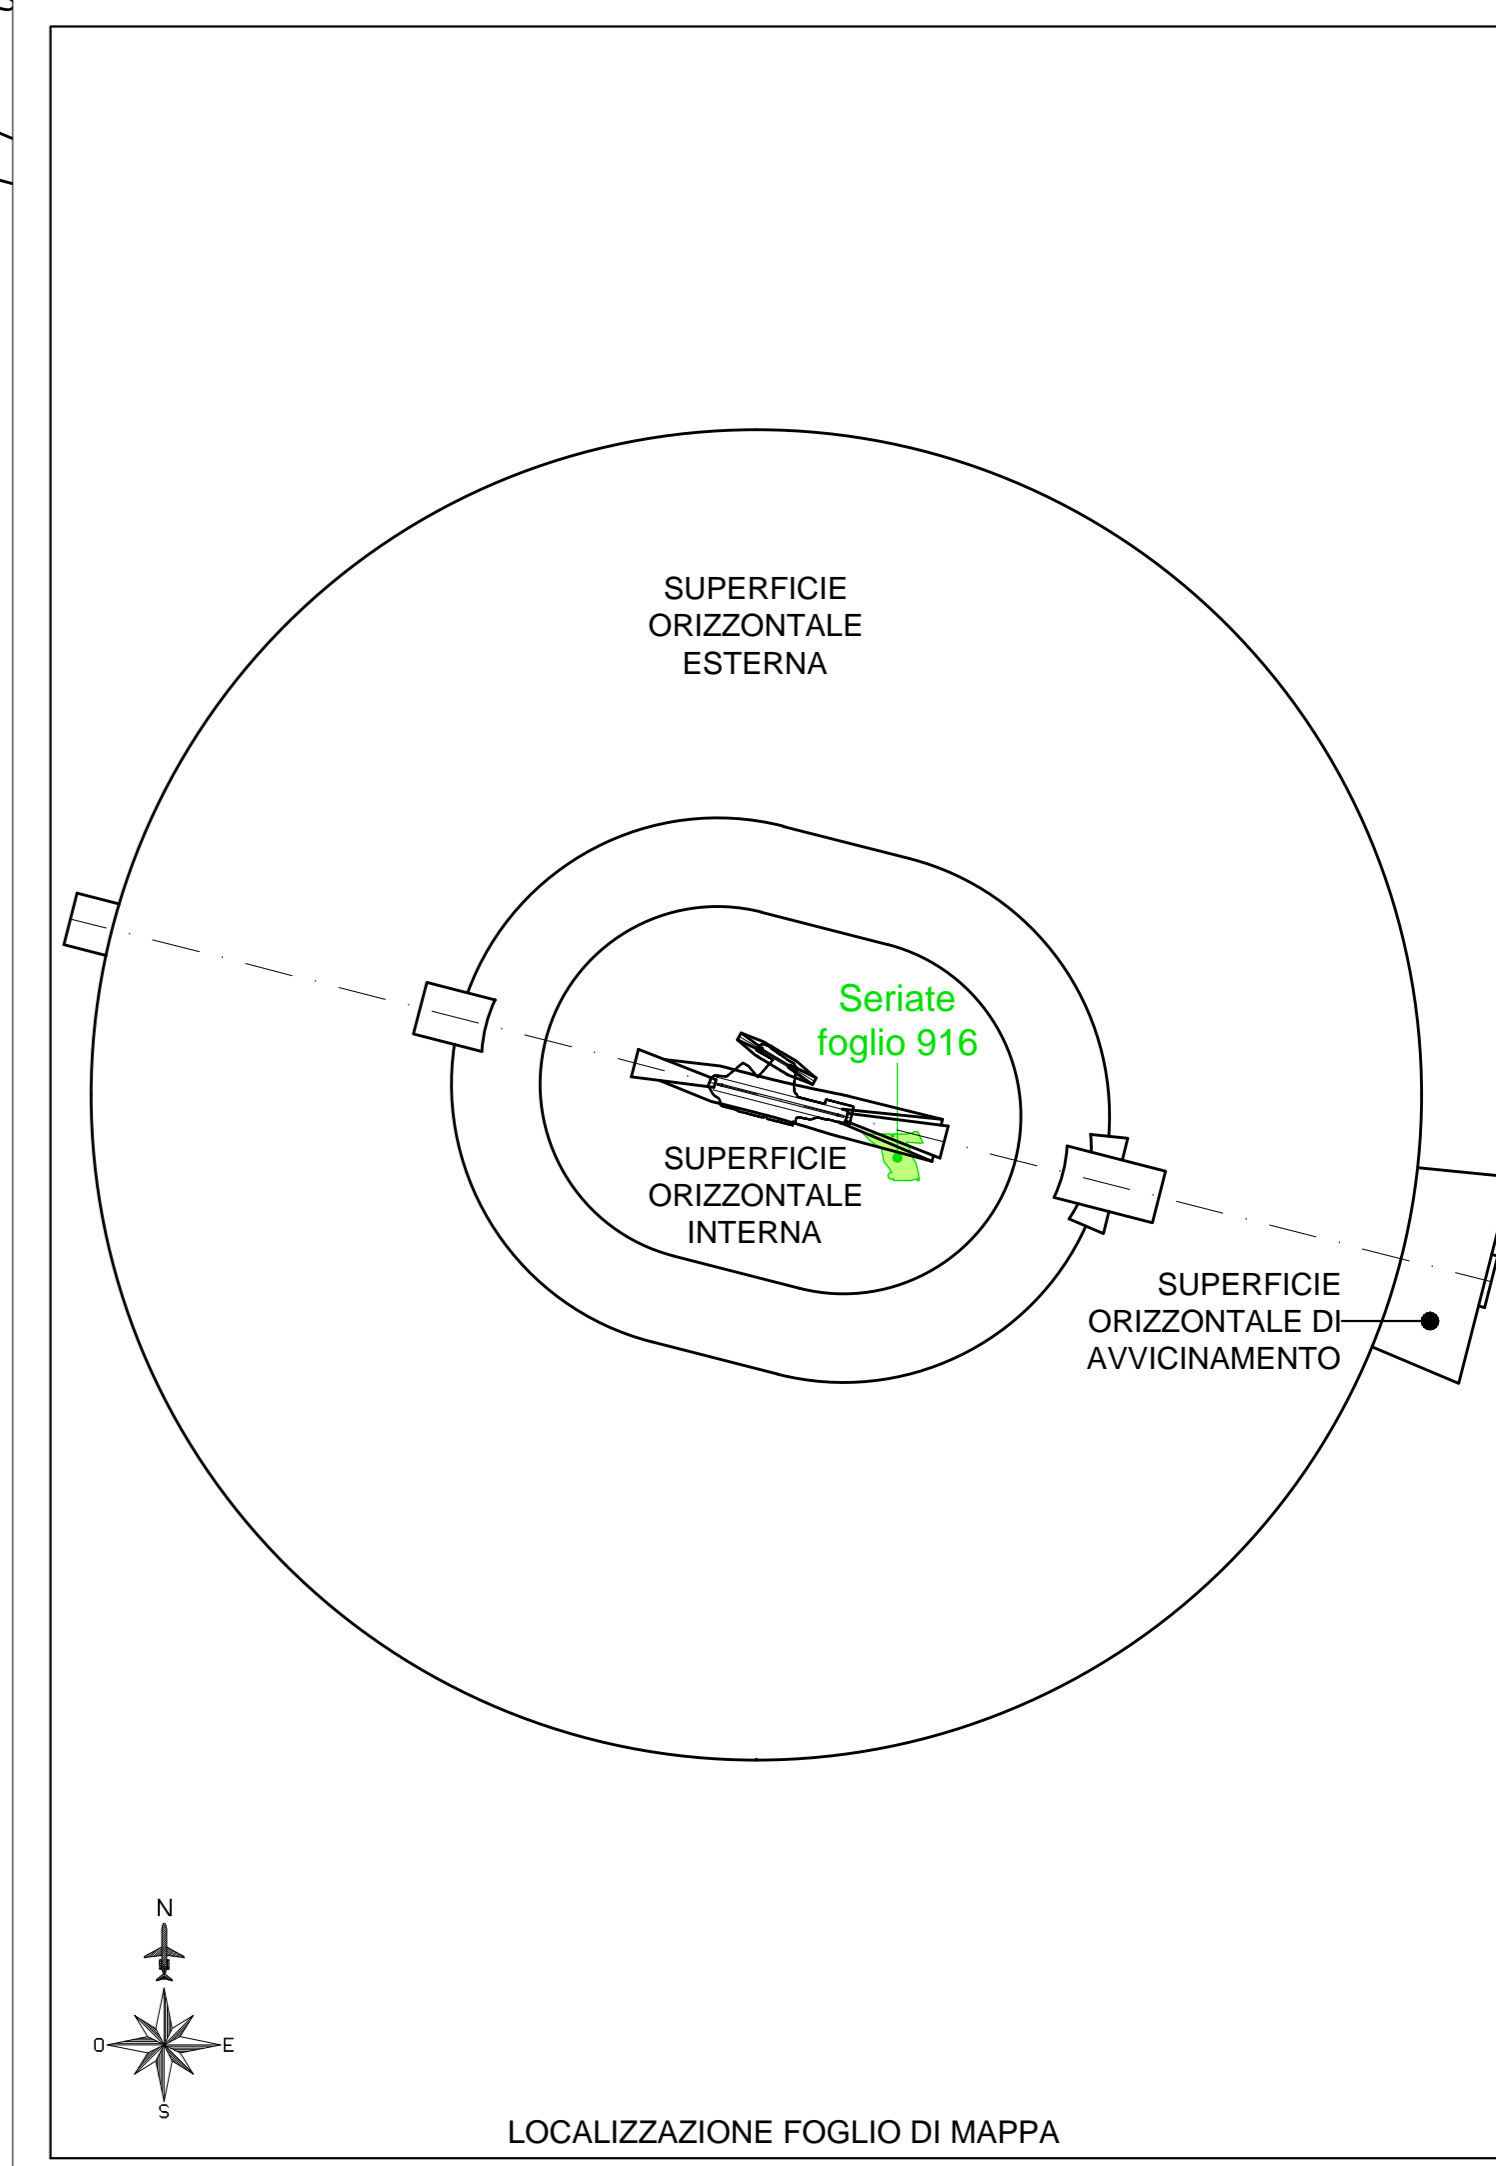 SUPERFICIE
ORIZZONTALE
ESTERNA
Seriate
foglio 916
SUPERFICIE
ORIZZONTALE
INTERNA
SUPERFICIE
ORIZZONTALE DI
AVVICINAMENTO
N
O
E
S
LOCALIZZAZIONE FOGLIO DI MAPPA